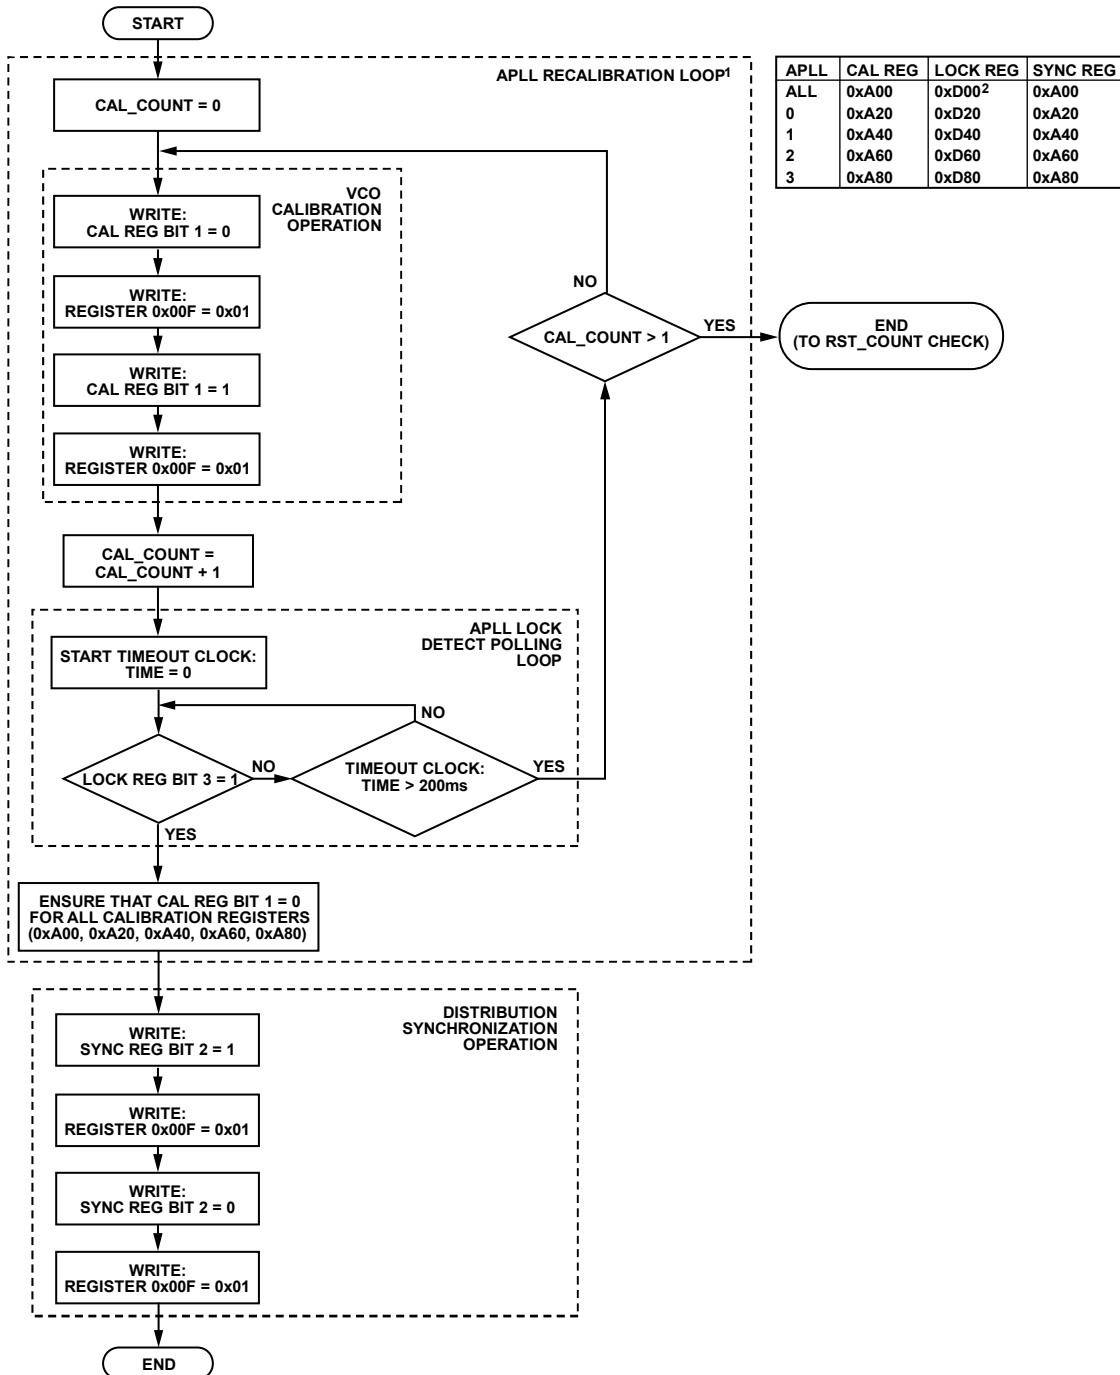 START
APLL RECALIBRATION LOOP1
CAL_COUNT = 0
VCO
CALIBRATION
OPERATION
WRITE:
CAL REG BIT 1 = 0
WRITE:
REGISTER 0x00F = 0x01
WRITE:
CAL REG BIT 1 = 1
WRITE:
REGISTER 0x00F = 0x01
CAL_COUNT =
CAL_COUNT + 1
APLL LOCK
DETECT POLLING
LOOP
START TIMEOUT CLOCK:
TIME = 0
LOCK REG BIT 3 = 1
NO
TIMEOUT CLOCK:
TIME > 200ms
NO
YES
YES
CAL_COUNT > 1
NO
YES
END
(TO RST_COUNT CHECK)
ENSURE THAT CAL REG BIT 1 = 0
FOR ALL CALIBRATION REGISTERS
(0xA00, 0xA20, 0xA40, 0xA60, 0xA80)
DISTRIBUTION
SYNCHRONIZATION
OPERATION
WRITE:
SYNC REG BIT 2 = 1
WRITE:
REGISTER 0x00F = 0x01
WRITE:
SYNC REG BIT 2 = 0
WRITE:
REGISTER 0x00F = 0x01
END
APLL CAL REG LOCK REG SYNC REG
ALL 0xA00 0xD002 0xA00
0 0xA20 0xD20 0xA20
1 0xA40 0xD40 0xA40
2 0xA60 0xD60 0xA60
3 0xA80 0xD80 0xA80